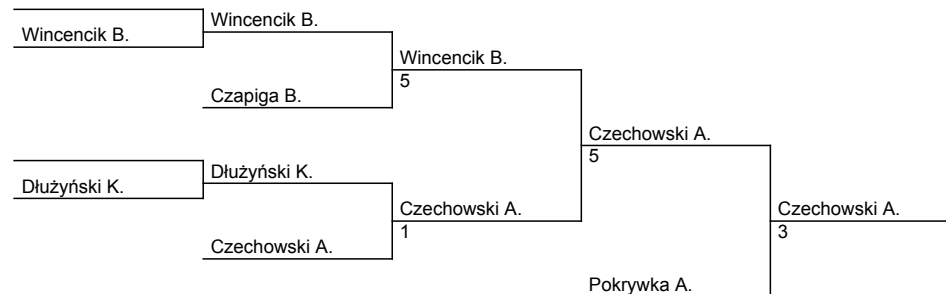 Wincencik B.
Wincencik B.
Wincencik B.
5
Czapiga B.
Czechowski A.
5
Dłużyński K.
Dłużyński K.
Czechowski A.
1
Czechowski A.
3
Czechowski A.
Pokrywka A.